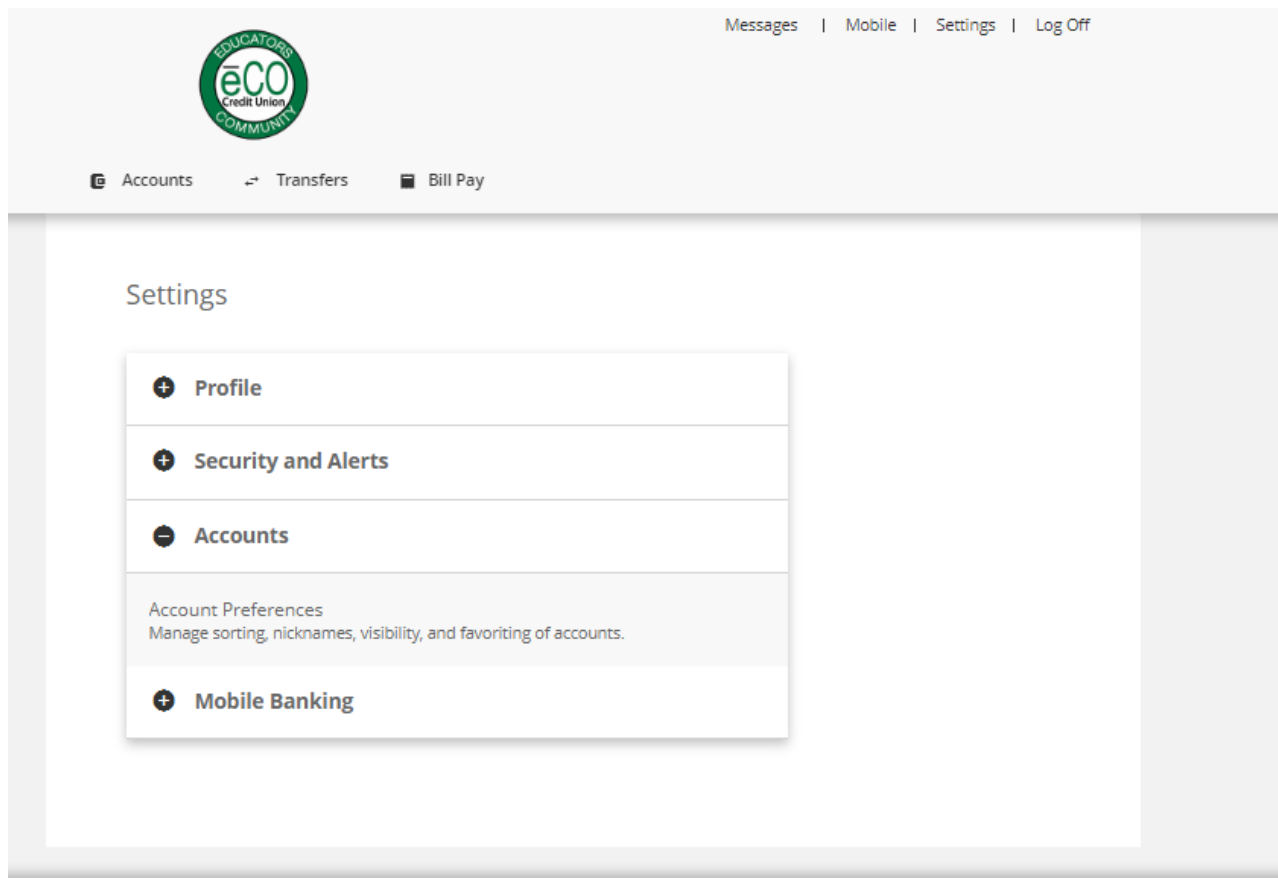 Messages | Mobile | Settings | Log Off
EDUCATORS
ēCO
Credit Union
COMMUNITY
Accounts Transfers Bill Pay
Settings
Profile
Security and Alerts
Accounts
Account Preferences
Manage sorting, nicknames, visibility, and favoriting of accounts.
Mobile Banking